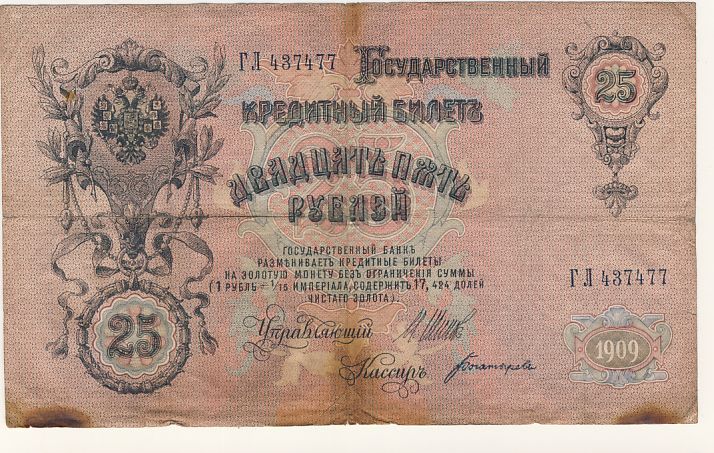 ГЛ 437477
Государственный
25
Кредитный Билетъ
Двадцать Пять
Рублей
Государственный Банкъ
размѣниваетъ кредитные билеты
на золотую монету безъ ограниченія суммы
(1 рубль = 1/15 имперіала, содержитъ 17,424 долей
чистаго золота).
ГЛ 437477
25
Управляющій
Кассиръ
Богатыревъ
1909